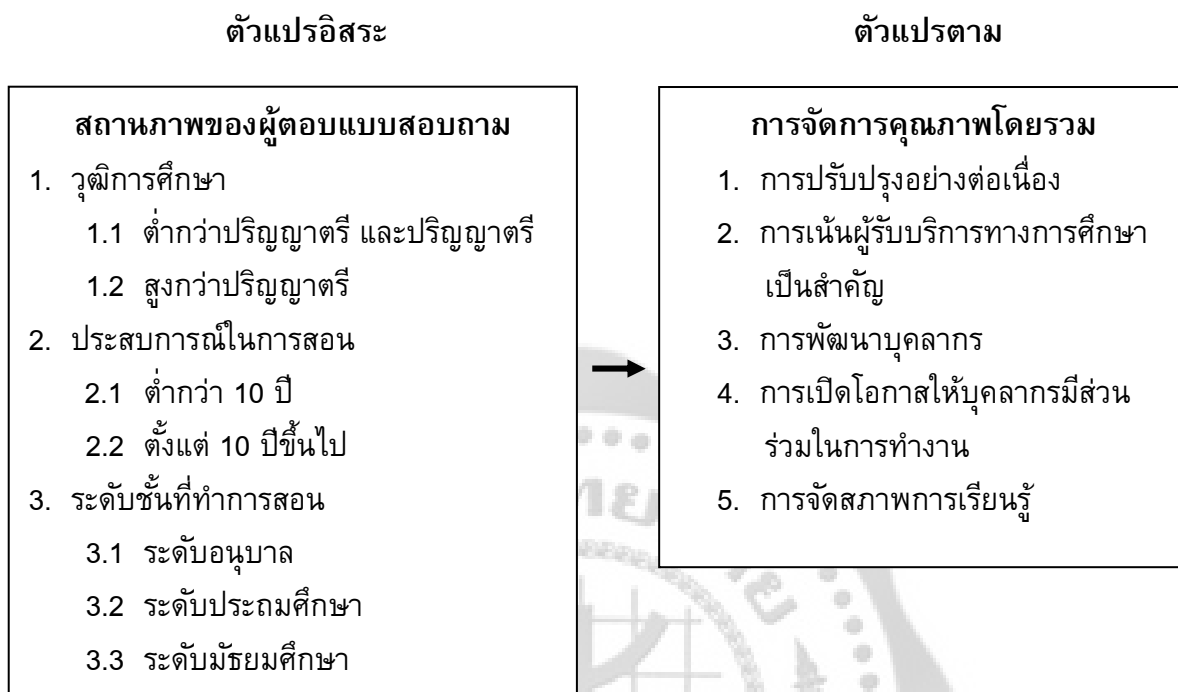 ตัวแปรอิสระ
ตัวแปรตาม
สถานภาพของผู้ตอบแบบสอบถาม
1. วุฒิการศึกษา
1.1 ต่ำกว่าปริญญาตรี และปริญญาตรี
1.2 สูงกว่าปริญญาตรี
2. ประสบการณ์ในการสอน
2.1 ต่ำกว่า 10 ปี
2.2 ตั้งแต่ 10 ปีขึ้นไป
3. ระดับชั้นที่ทำการสอน
3.1 ระดับอนุบาล
3.2 ระดับประถมศึกษา
3.3 ระดับมัธยมศึกษา
การจัดการคุณภาพโดยรวม
1. การปรับปรุงอย่างต่อเนื่อง
2. การเน้นผู้รับบริการทางการศึกษา
เป็นสำคัญ
3. การพัฒนาบุคลากร
4. การเปิดโอกาสให้บุคลากรมีส่วน
ร่วมในการทำงาน
5. การจัดสภาพการเรียนรู้